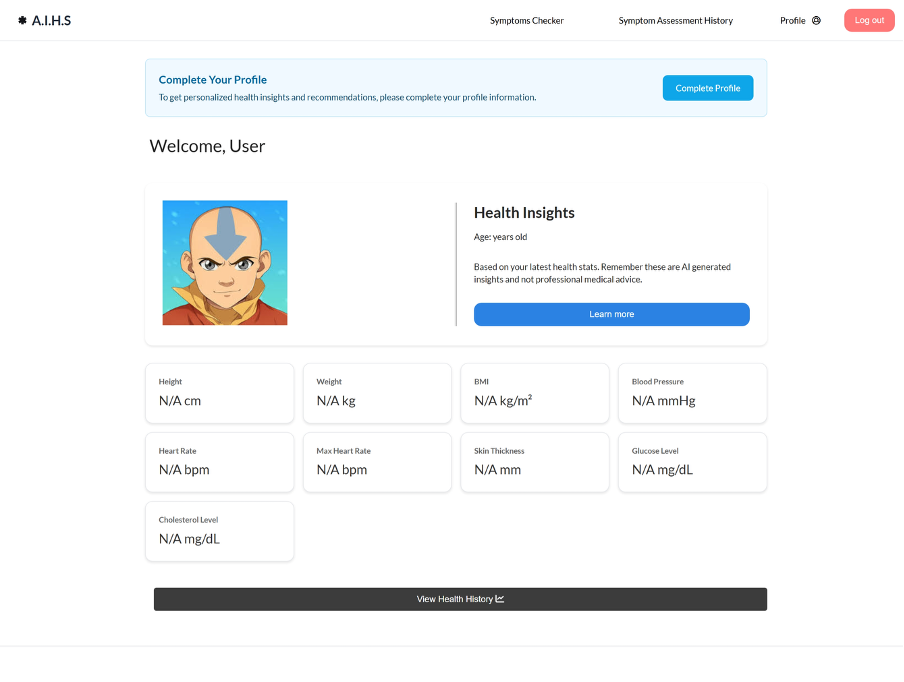 A.I.H.S
Symptoms Checker
Symptom Assessment History
Profile
Log out
Complete Your Profile
To get personalized health insights and recommendations, please complete your profile information.
Complete Profile
Welcome, User
Health Insights
Age: years old
Based on your latest health stats. Remember these are AI generated
insights and not professional medical advice.
Learn more
Height
N/A cm
Weight
N/A kg
BMI
N/A kg/m²
Blood Pressure
N/A mmHg
Heart Rate
N/A bpm
Max Heart Rate
N/A bpm
Skin Thickness
N/A mm
Glucose Level
N/A mg/dL
Cholesterol Level
N/A mg/dL
View Health History